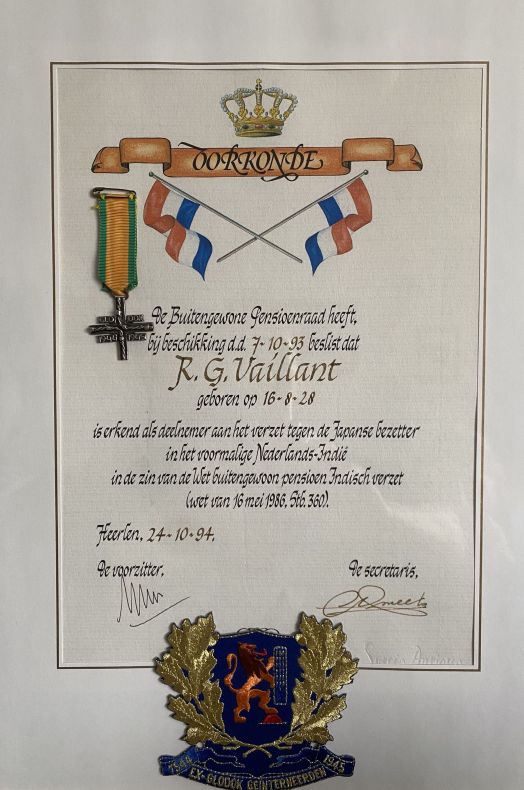 OORKONDE
De Buitengewone Pensioenraad heeft,
bij beschikking d.d. 7-10-93 beslist dat
R.G. Vaillant
geboren op 16-8-28
is erkend als deelnemer aan het verzet tegen de Japanse bezetter
in het voormalige Nederlands-Indië
in de zin van de Wet buitengewoon pensioen Indisch verzet
(wet van 16 mei 1986, Stb. 360).
Heerlen, 24-10-94.
De voorzitter,
De secretaris,
1940 1945
EX-GLODOK GEINTERNEERDEN